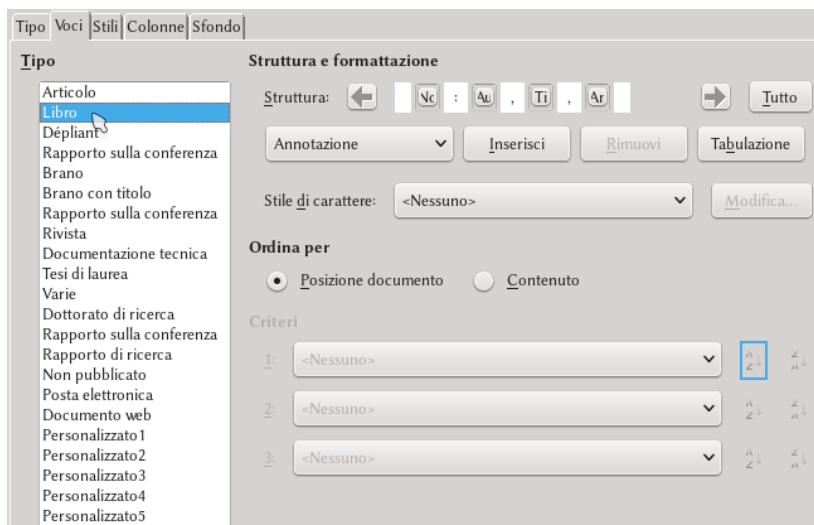 Tipo Voci Stili Colonne Sfondo
Tipo
Articolo
Libro
Dépliant
Rapporto sulla conferenza
Brano
Brano con titolo
Rapporto sulla conferenza
Rivista
Documentazione tecnica
Tesi di laurea
Varie
Dottorato di ricerca
Rapporto sulla conferenza
Rapporto di ricerca
Non pubblicato
Posta elettronica
Documento web
Personalizzato1
Personalizzato2
Personalizzato3
Personalizzato4
Personalizzato5
Struttura e formattazione
Struttura: Nc : Au , Ti , Ar Tutto
Annotazione Inserisci Rimuovi Tabulazione
Stile di carattere: <Nessuno> Modifica...
Ordina per
Posizione documento Contenuto
Criteri
1: <Nessuno> A Z Z A
2: <Nessuno> A Z Z A
3: <Nessuno> A Z Z A